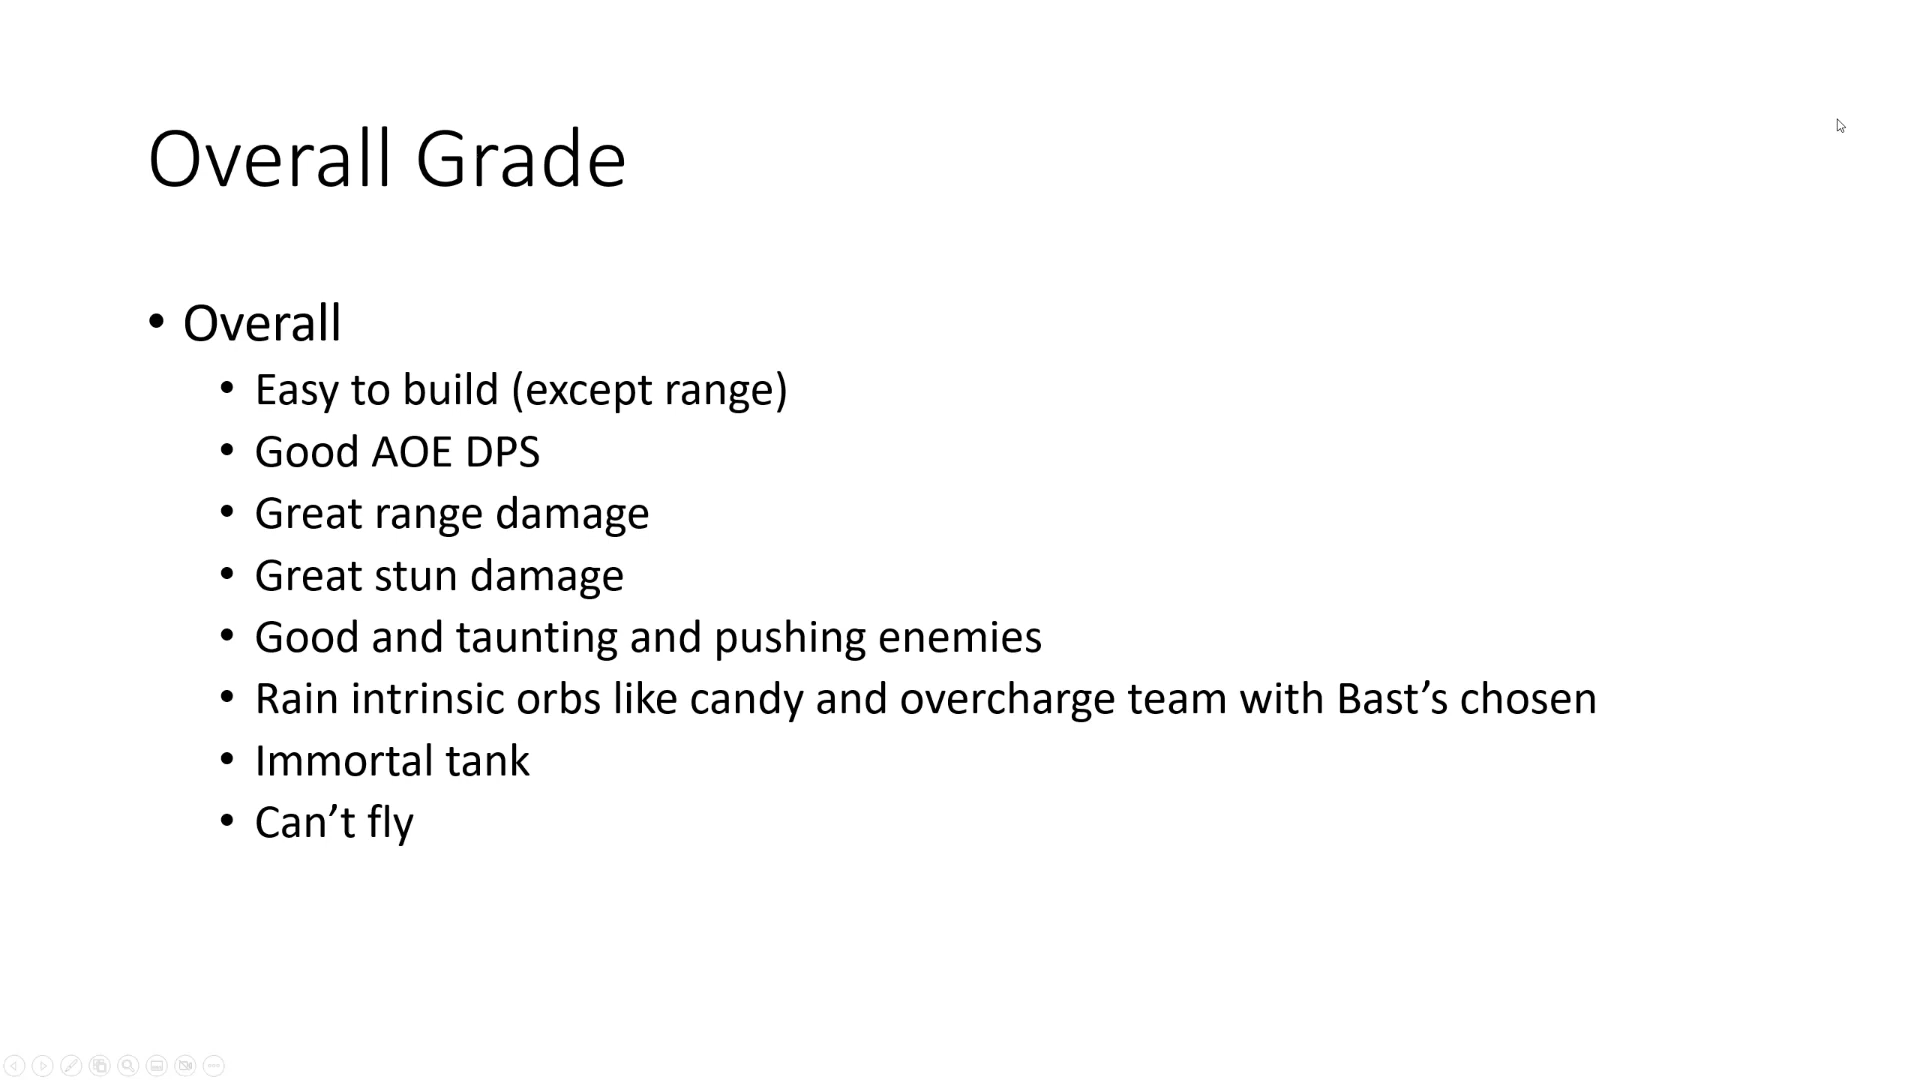 Overall Grade
• Overall
• Easy to build (except range)
• Good AOE DPS
• Great range damage
• Great stun damage
• Good and taunting and pushing enemies
• Rain intrinsic orbs like candy and overcharge team with Bast’s chosen
• Immortal tank
• Can’t fly